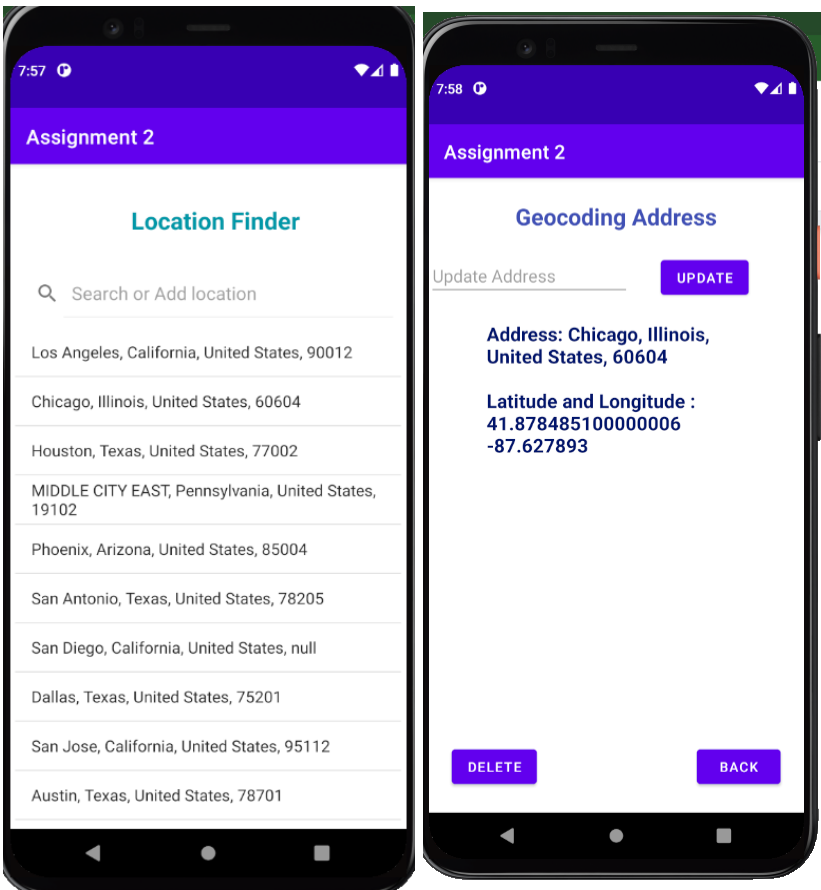 7:57
Assignment 2
Location Finder
Search or Add location
Los Angeles, California, United States, 90012
Chicago, Illinois, United States, 60604
Houston, Texas, United States, 77002
MIDDLE CITY EAST, Pennsylvania, United States,
19102
Phoenix, Arizona, United States, 85004
San Antonio, Texas, United States, 78205
San Diego, California, United States, null
Dallas, Texas, United States, 75201
San Jose, California, United States, 95112
Austin, Texas, United States, 78701
7:58
Assignment 2
Geocoding Address
Update Address
UPDATE
Address: Chicago, Illinois,
United States, 60604
Latitude and Longitude :
41.878485100000006
-87.627893
DELETE
BACK